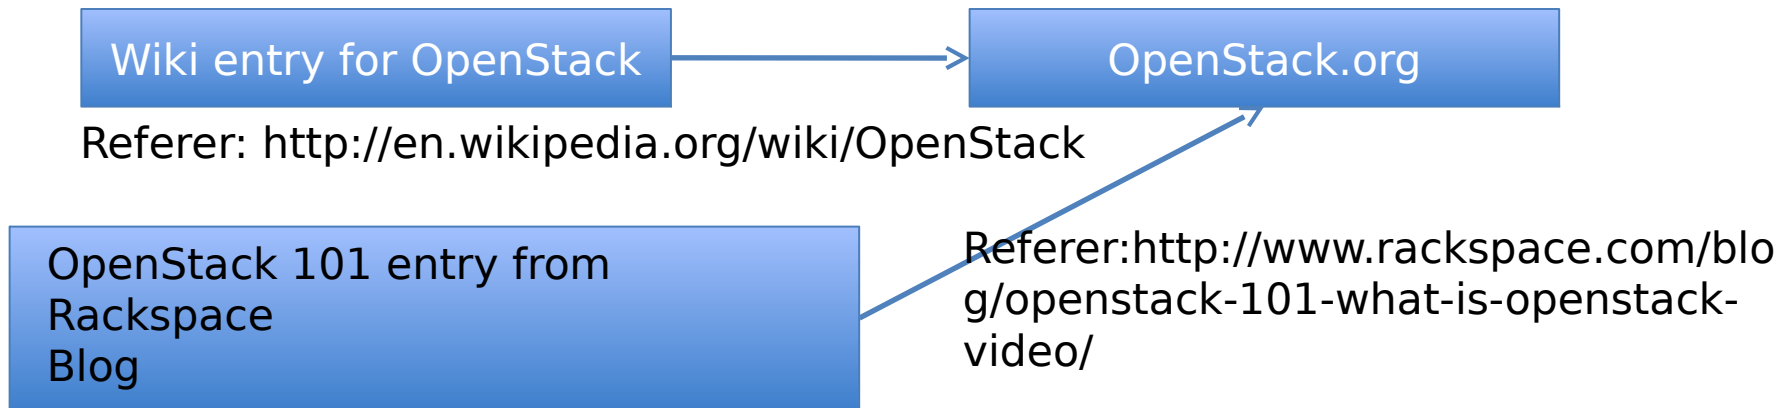 Wiki entry for OpenStack
OpenStack.org
Referer: http://en.wikipedia.org/wiki/OpenStack
OpenStack 101 entry from
Rackspace
Blog
Referer:http://www.rackspace.com/blo
g/openstack-101-what-is-openstack-
video/